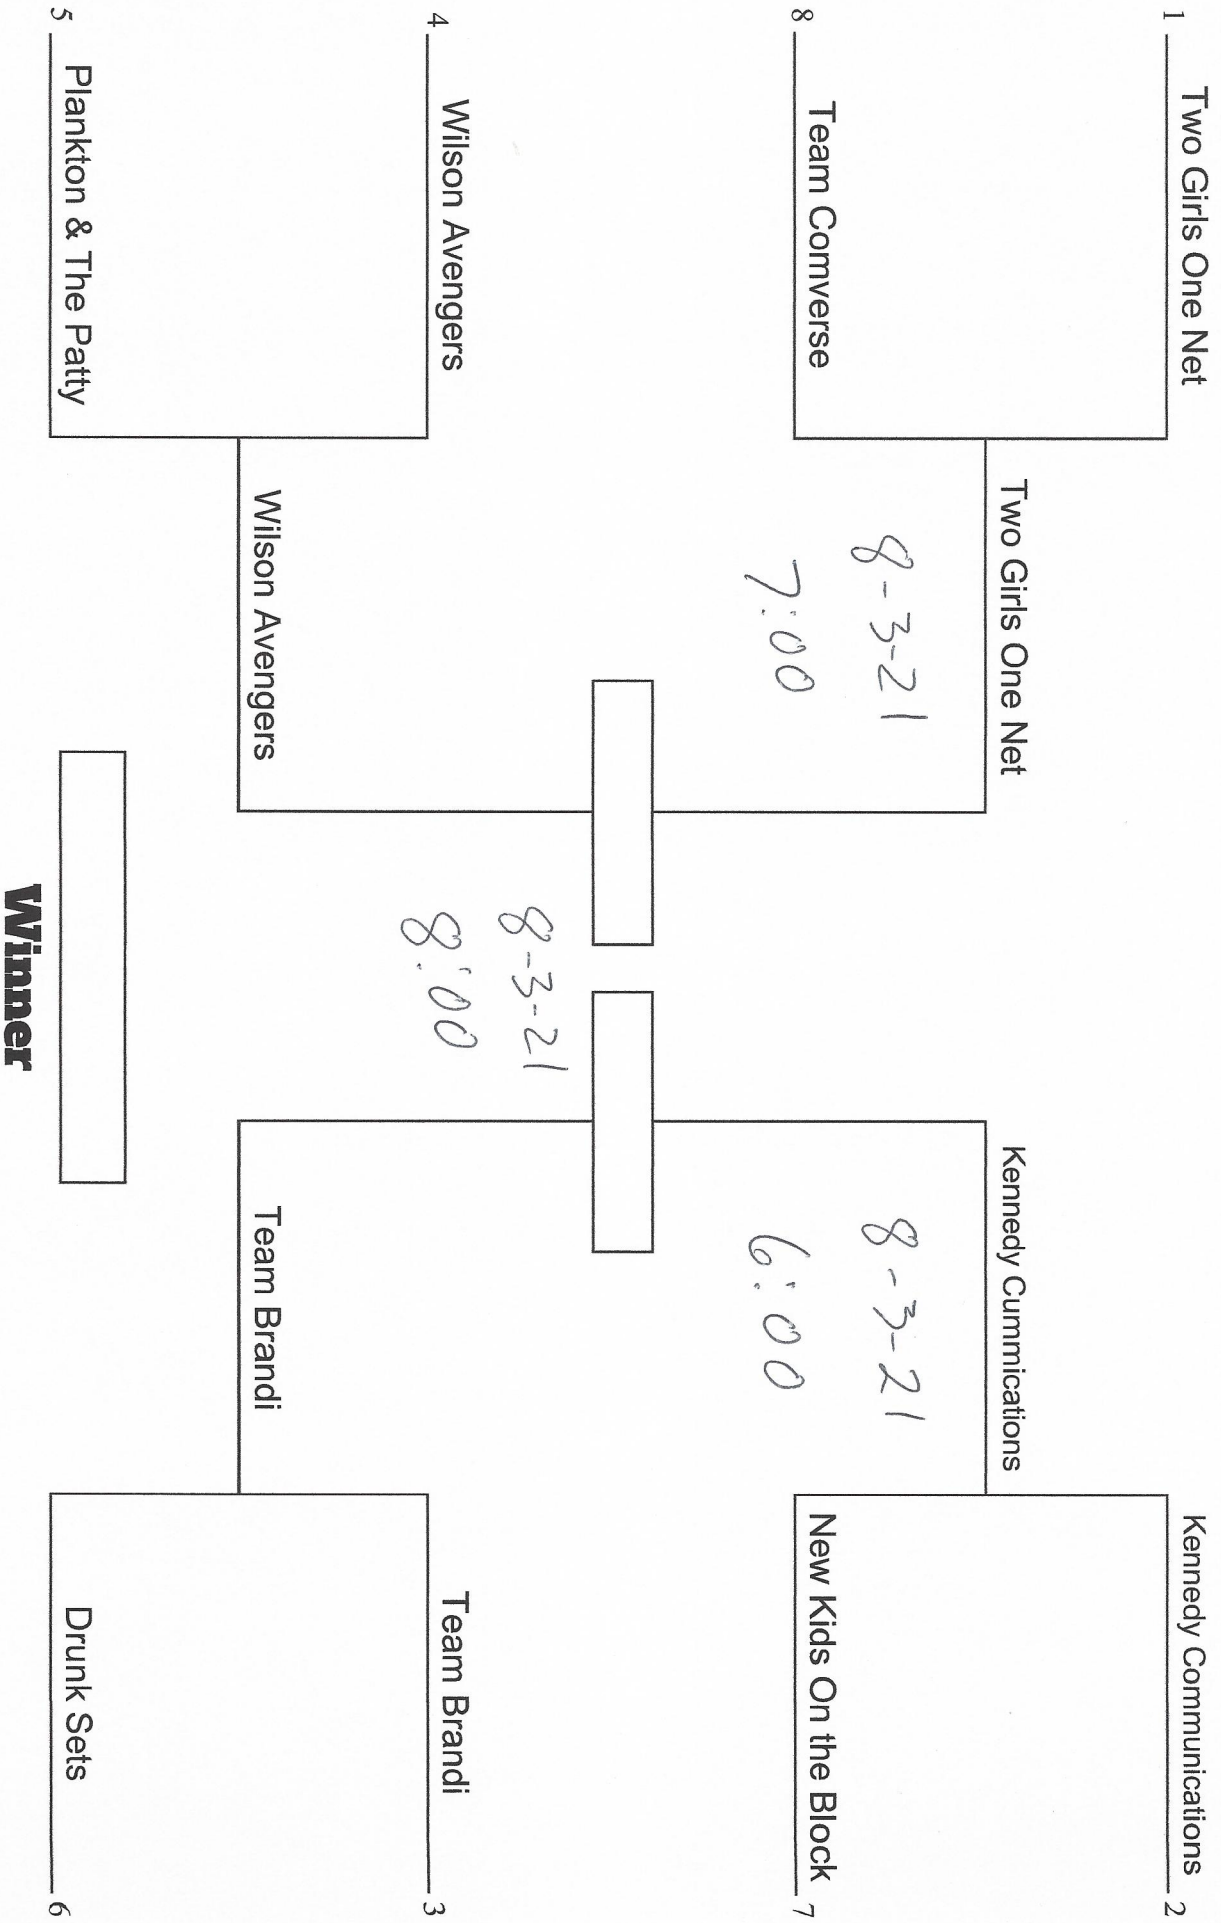 1 Two Girls One Net
Two Girls One Net
8-3-21
7:00
8 Team Comverse
4 Wilson Avengers
Wilson Avengers
5 Plankton & The Patty
Kennedy Communications 2
Kennedy Cummications
8-3-21
6:00
New Kids On the Block 7
8-3-21
8:00
Team Brandi 3
Team Brandi
Drunk Sets 6
Winner